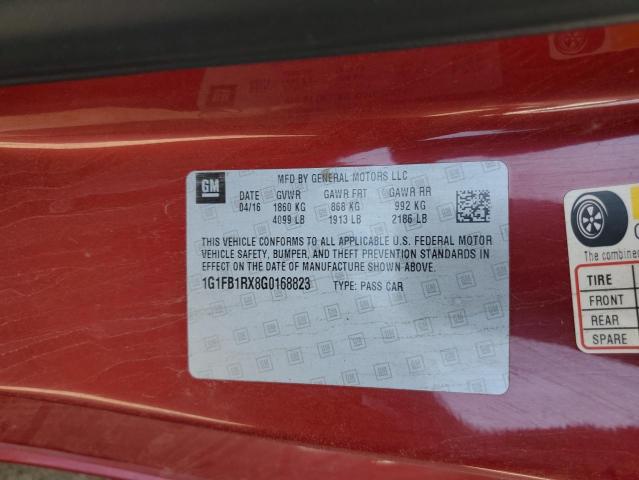 MFD BY GENERAL MOTORS LLC
GM DATE GVWR GAWR FRT GAWR RR
04/16 1860 KG 868 KG 992 KG
4099 LB 1913 LB 2186 LB
THIS VEHICLE CONFORMS TO ALL APPLICABLE U.S. FEDERAL MOTOR
VEHICLE SAFETY, BUMPER, AND THEFT PREVENTION STANDARDS IN
EFFECT ON THE DATE OF MANUFACTURE SHOWN ABOVE.
1G1FB1RX8G0168823 TYPE: PASS CAR
The combined
TIRE
FRONT
REAR
SPARE